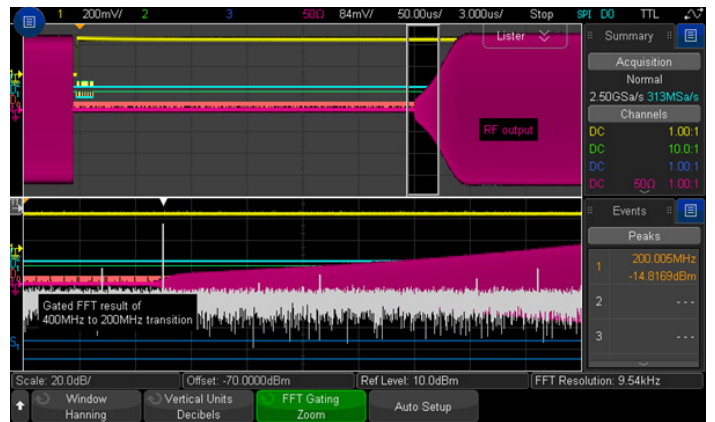 1 200mV/ 2 3 50Ω 84mV/ 50.00us/ 3.000us/ Stop SPI D0 TTL
Lister
Summary
Acquisition
Normal
2.50GSa/s 313MSa/s
Channels
DC 1.00:1
DC 10.0:1
DC 1.00:1
DC 50Ω 1.00:1
RF output
Events
Peaks
1 200.005MHz
-14.8169dBm
2 ---
3 ---
Gated FFT result of
400MHz to 200MHz transition
S1
Scale: 20.0dB/ Offset: -70.0000dBm Ref Level: 10.0dBm FFT Resolution: 9.54kHz
Window
Hanning
Vertical Units
Decibels
FFT Gating
Zoom
Auto Setup